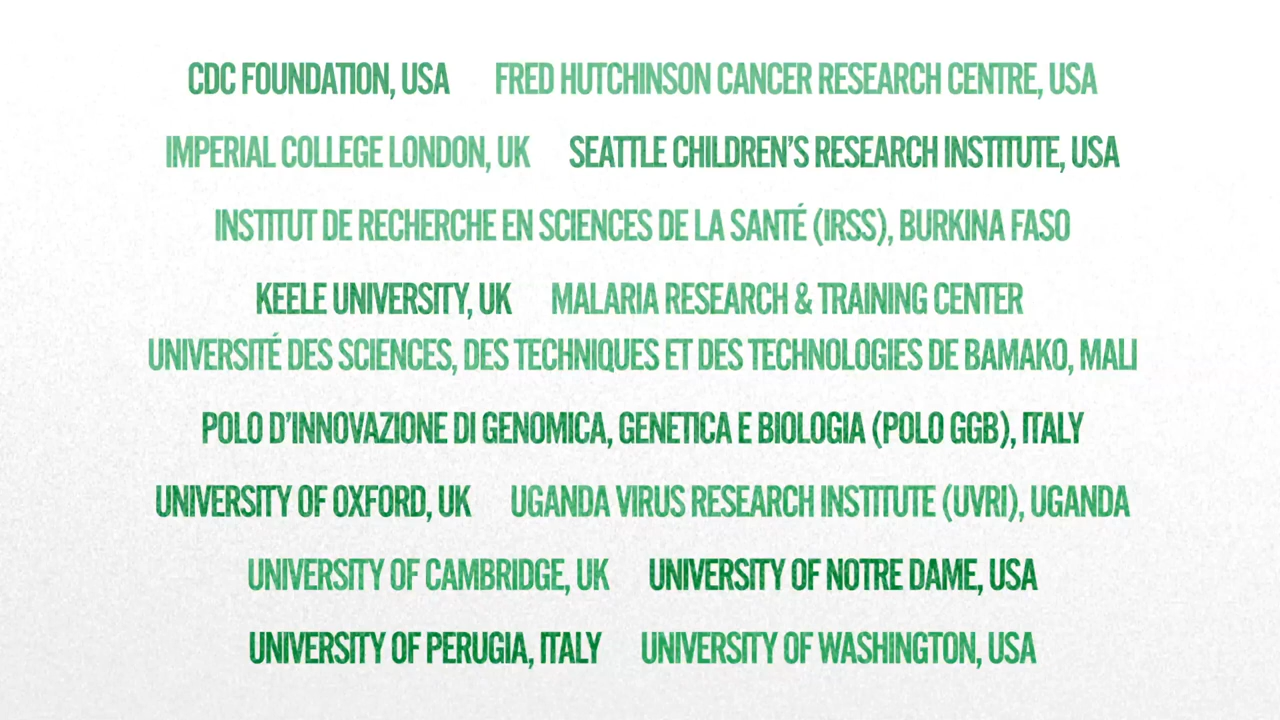 CDC FOUNDATION, USA FRED HUTCHINSON CANCER RESEARCH CENTRE, USA
IMPERIAL COLLEGE LONDON, UK SEATTLE CHILDREN’S RESEARCH INSTITUTE, USA
INSTITUT DE RECHERCHE EN SCIENCES DE LA SANTÉ (IRSS), BURKINA FASO
KEELE UNIVERSITY, UK MALARIA RESEARCH & TRAINING CENTER
UNIVERSITÉ DES SCIENCES, DES TECHNIQUES ET DES TECHNOLOGIES DE BAMAKO, MALI
POLO D’INNOVAZIONE DI GENOMICA, GENETICA E BIOLOGIA (POLO GGB), ITALY
UNIVERSITY OF OXFORD, UK UGANDA VIRUS RESEARCH INSTITUTE (UVRI), UGANDA
UNIVERSITY OF CAMBRIDGE, UK UNIVERSITY OF NOTRE DAME, USA
UNIVERSITY OF PERUGIA, ITALY UNIVERSITY OF WASHINGTON, USA